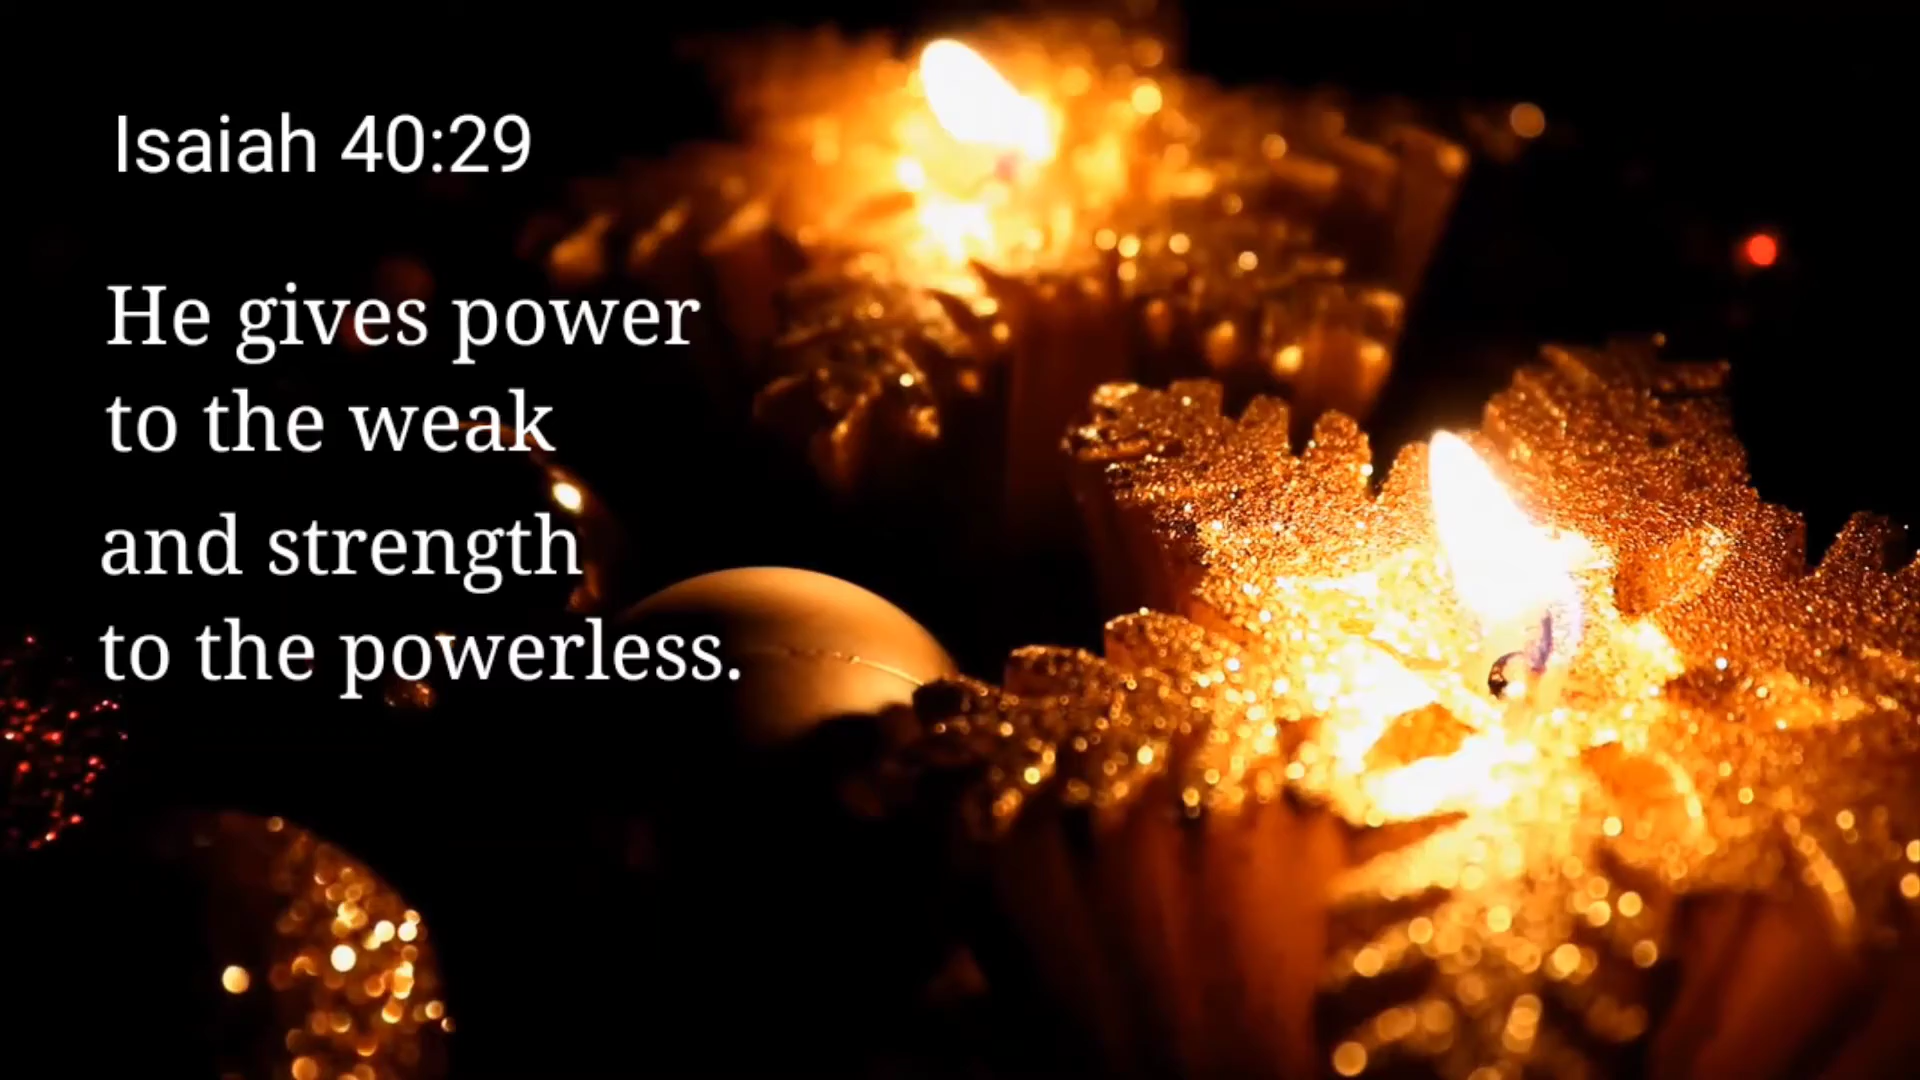 Isaiah 40:29
He gives power
to the weak
and strength
to the powerless.